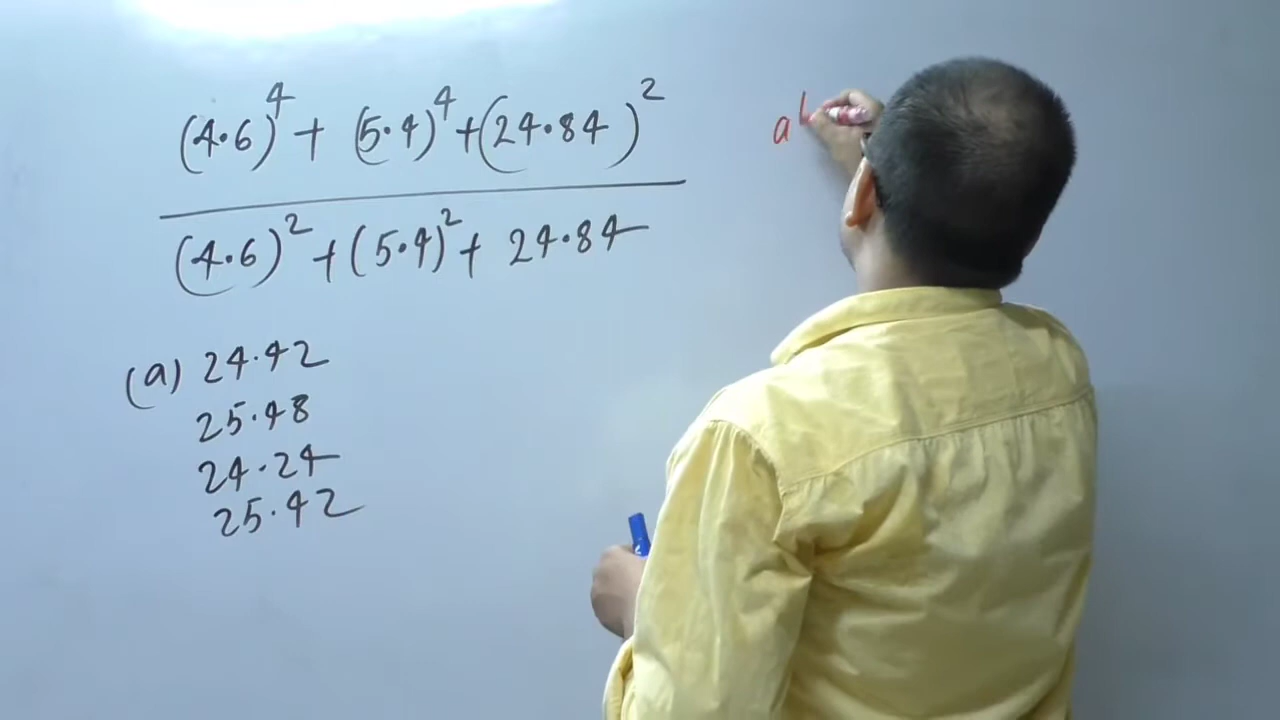 (4.6)^4 + (5.4)^4 + (24.84)^2
(4.6)^2 + (5.4)^2 + 24.84
(a) 24.42
25.48
24.24
25.42
a